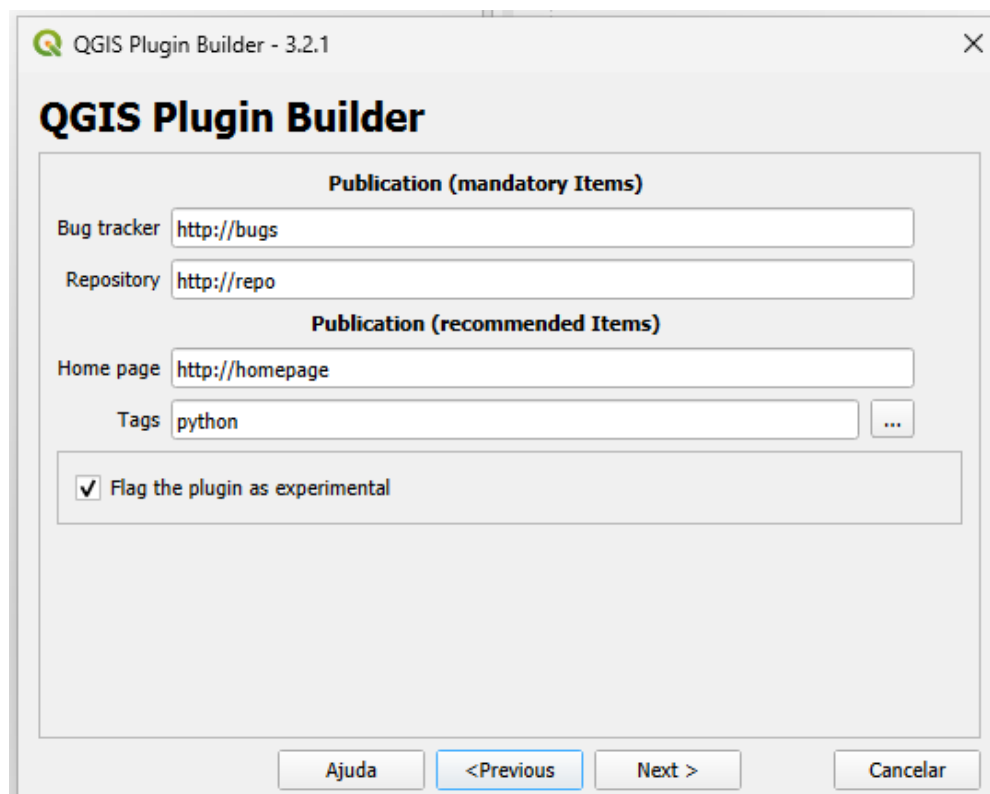 QGIS Plugin Builder - 3.2.1
QGIS Plugin Builder
Publication (mandatory Items)
Bug tracker http://bugs
Repository http://repo
Publication (recommended Items)
Home page http://homepage
Tags python ...
Flag the plugin as experimental
Ajuda <Previous Next > Cancelar